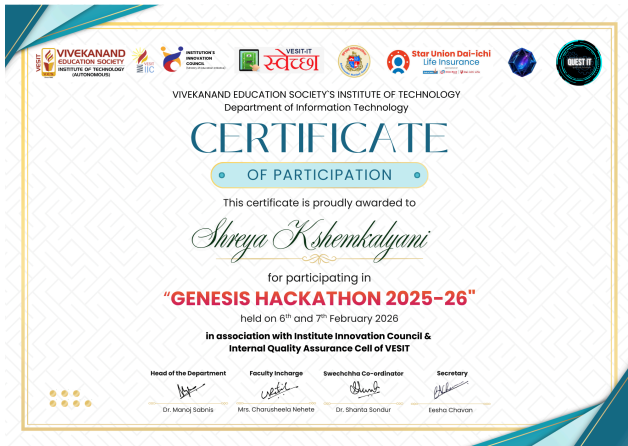 VESIT
VIVEKANAND
EDUCATION SOCIETY
INSTITUTE OF TECHNOLOGY
(AUTONOMOUS)
IIC
INSTITUTION'S
INNOVATION
COUNCIL
VESIT-IT
स्वेच्छा
Star Union Dai-ichi
Life Insurance
QUEST IT
VIVEKANAND EDUCATION SOCIETY'S INSTITUTE OF TECHNOLOGY
Department of Information Technology
CERTIFICATE
OF PARTICIPATION
This certificate is proudly awarded to
Shreya Kshemkalyani
for participating in
“GENESIS HACKATHON 2025-26"
held on 6th and 7th February 2026
in association with Institute Innovation Council &
Internal Quality Assurance Cell of VESIT
Head of the Department
Faculty Incharge
Swechchha Co-ordinator
Secretary
Dr. Manoj Sabnis
Mrs. Charusheela Nehete
Dr. Shanta Sondur
Eesha Chavan